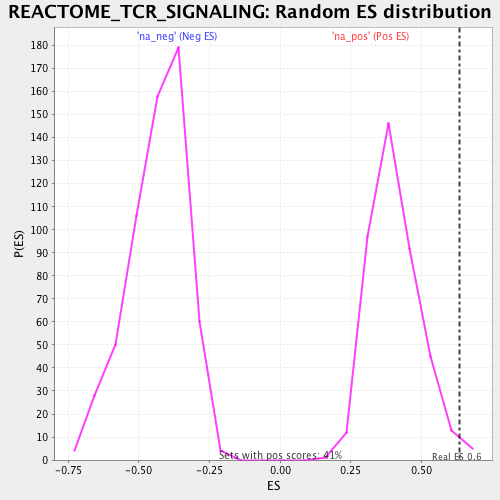 REACTOME_TCR_SIGNALING: Random ES distribution
'na_neg' (Neg ES) 'na_pos' (Pos ES)
180
170
160
150
140
130
120
110
100
90
80
70
60
50
40
30
20
10
0
P(ES)
Sets with pos scores: 41%
Real ES 0.6
-0.75 -0.50 -0.25 0.00 0.25 0.50
ES